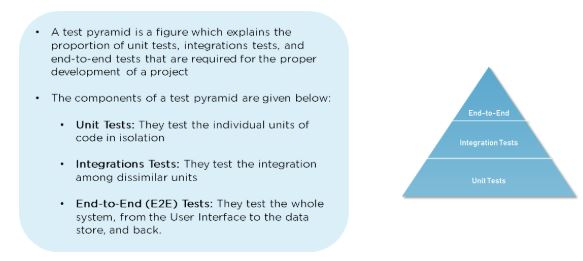 • A test pyramid is a figure which explains the
proportion of unit tests, integrations tests, and
end-to-end tests that are required for the proper
development of a project
• The components of a test pyramid are given below:
• Unit Tests: They test the individual units of
code in isolation
• Integrations Tests: They test the integration
among dissimilar units
• End-to-End (E2E) Tests: They test the whole
system, from the User Interface to the data
store, and back.
End-to-End
Integration Tests
Unit Tests